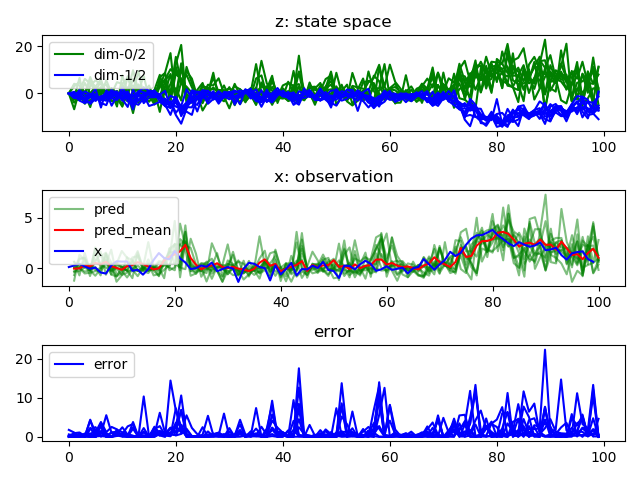 z: state space
20
0
dim-0/2
dim-1/2
0 20 40 60 80 100
x: observation
5
0
pred
pred_mean
x
0 20 40 60 80 100
error
20
10
0
error
0 20 40 60 80 100